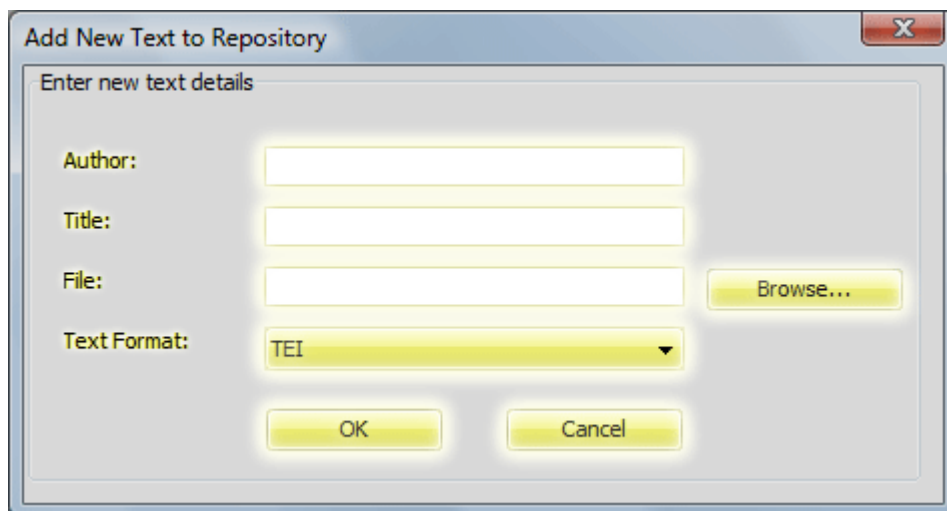 Add New Text to Repository
Enter new text details
Author:
Title:
File:
Browse...
Text Format:
TEI
OK
Cancel